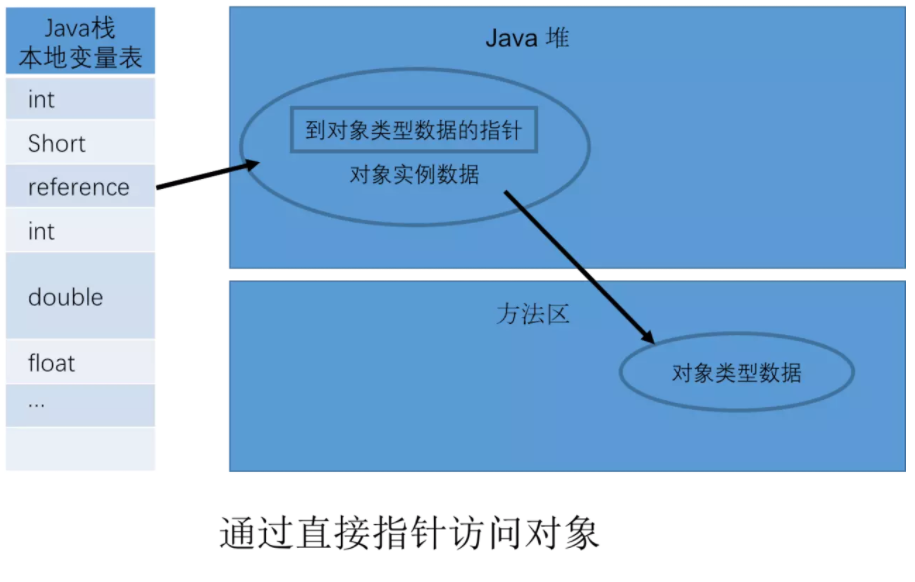 Java栈
本地变量表
int
Short
reference
int
double
float
...
Java 堆
到对象类型数据的指针
对象实例数据
方法区
对象类型数据
通过直接指针访问对象